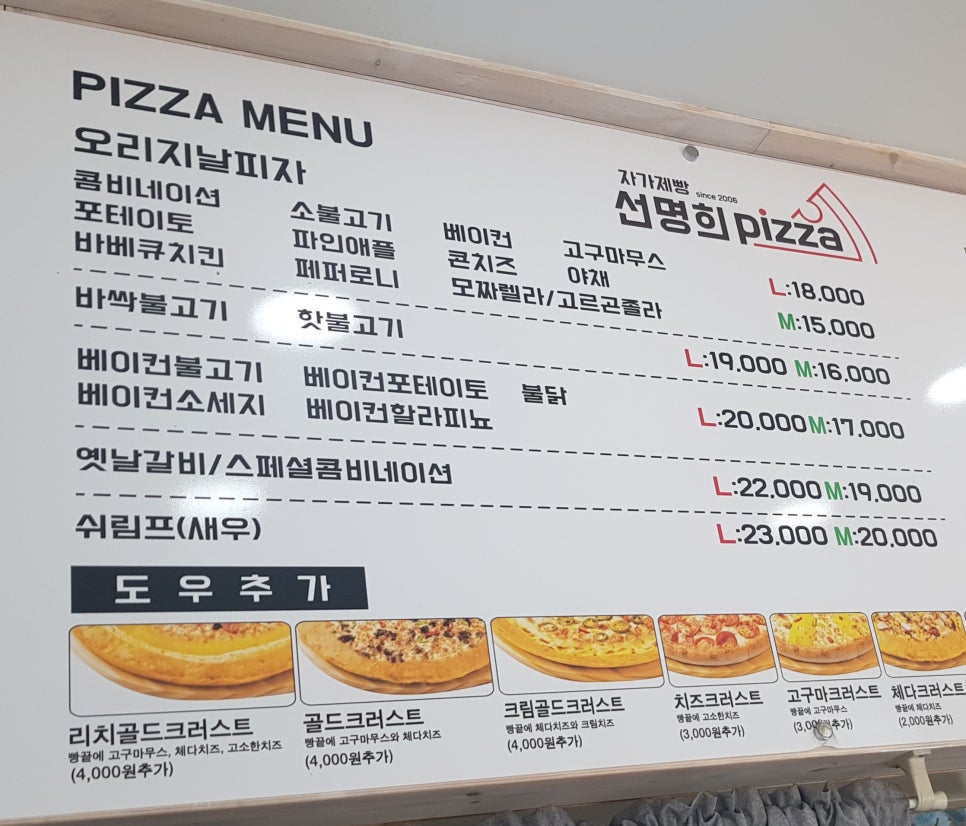 PIZZA MENU
오리지날피자
자가제빵 since 2006
선명희 pizza
콤비네이션 소불고기 베이컨 고구마무스
포테이토 파인애플 콘치즈 야채 L:18,000
바베큐치킨 페퍼로니 모짜렐라/고르곤졸라 M:15,000
바싹불고기 핫불고기 L:19,000 M:16,000
베이컨불고기 베이컨포테이토 불닭
베이컨소세지 베이컨할라피뇨 L:20,000 M:17,000
옛날갈비/스페셜콤비네이션 L:22,000 M:19,000
쉬림프(새우) L:23,000 M:20,000
도우추가
리치골드크러스트
빵끝에 고구마무스, 체다치즈, 고소한치즈
(4,000원추가)
골드크러스트
빵끝에 고구마무스와 체다치즈
(4,000원추가)
크림골드크러스트
빵끝에 체다치즈와 크림치즈
(4,000원추가)
치즈크러스트
빵끝에 고소한치즈
(3,000원추가)
고구마크러스트
빵끝에 고구마무스
체다크러스트
빵끝에 체다치즈
(2,000원추가)